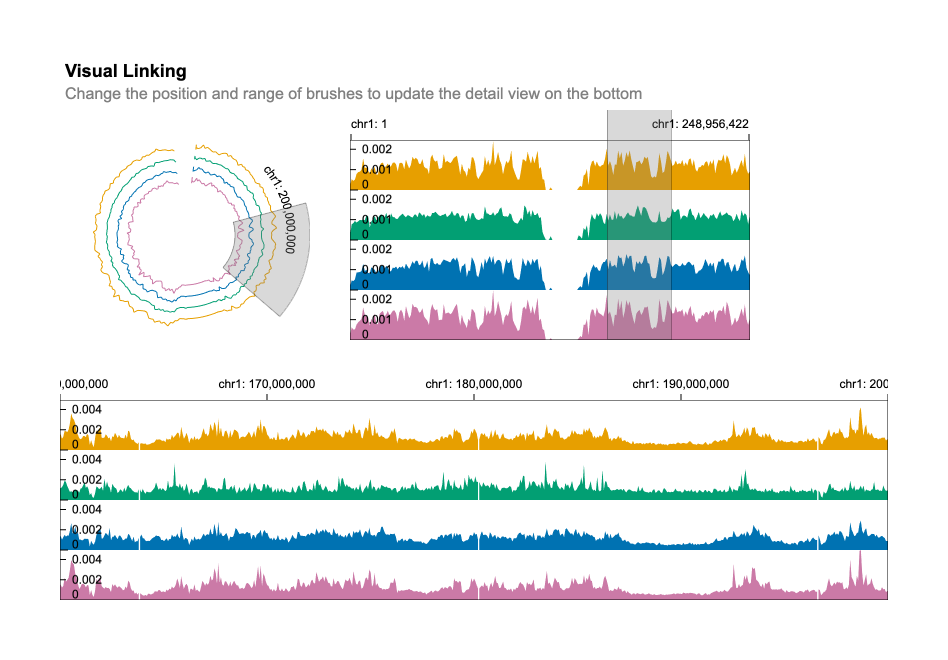 Visual Linking
Change the position and range of brushes to update the detail view on the bottom
chr1: 200,000,000
chr1: 1
chr1: 248,956,422
0.002
0.001
0
0.002
0.001
0
0.002
0.001
0
0.002
0.001
0
0,000,000
chr1: 170,000,000
chr1: 180,000,000
chr1: 190,000,000
chr1: 200
0.004
0.002
0
0.004
0.002
0
0.004
0.002
0
0.004
0.002
0